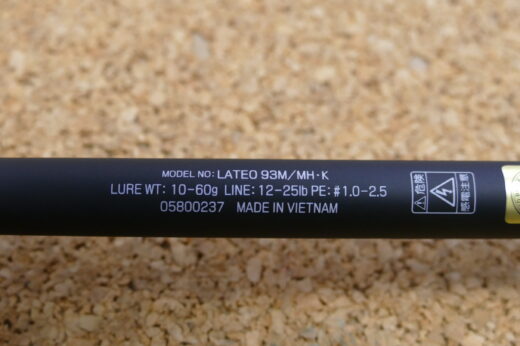 MODEL NO: LATEO 93M/MH・K
LURE WT: 10-60g LINE: 12-25lb PE: #1.0-2.5
05800237 MADE IN VIETNAM
危険
感電注意